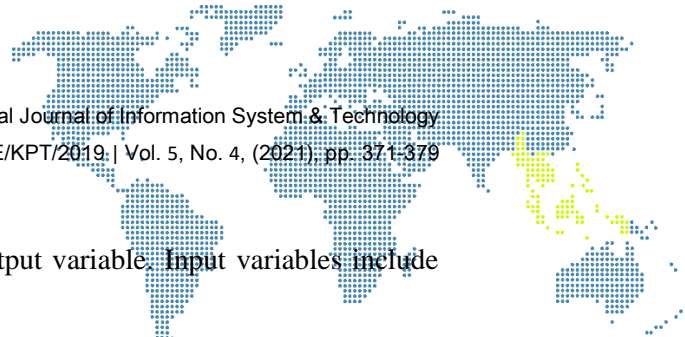 al Journal of Information System & Technology
E/KPT/2019 | Vol. 5, No. 4, (2021), pp. 371-379
tput variable. Input variables include